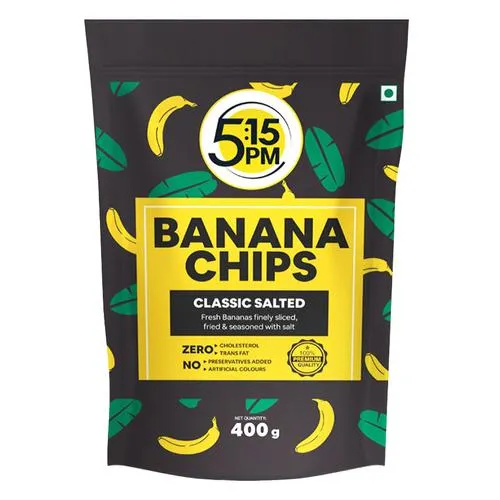 5:15
PM
BANANA
CHIPS
CLASSIC SALTED
Fresh Bananas finely sliced,
fried & seasoned with salt
ZERO CHOLESTEROL
TRANS FAT
NO PRESERVATIVES ADDED
ARTIFICIAL COLOURS
100%
PREMIUM
QUALITY
NET QUANTITY:
400 g